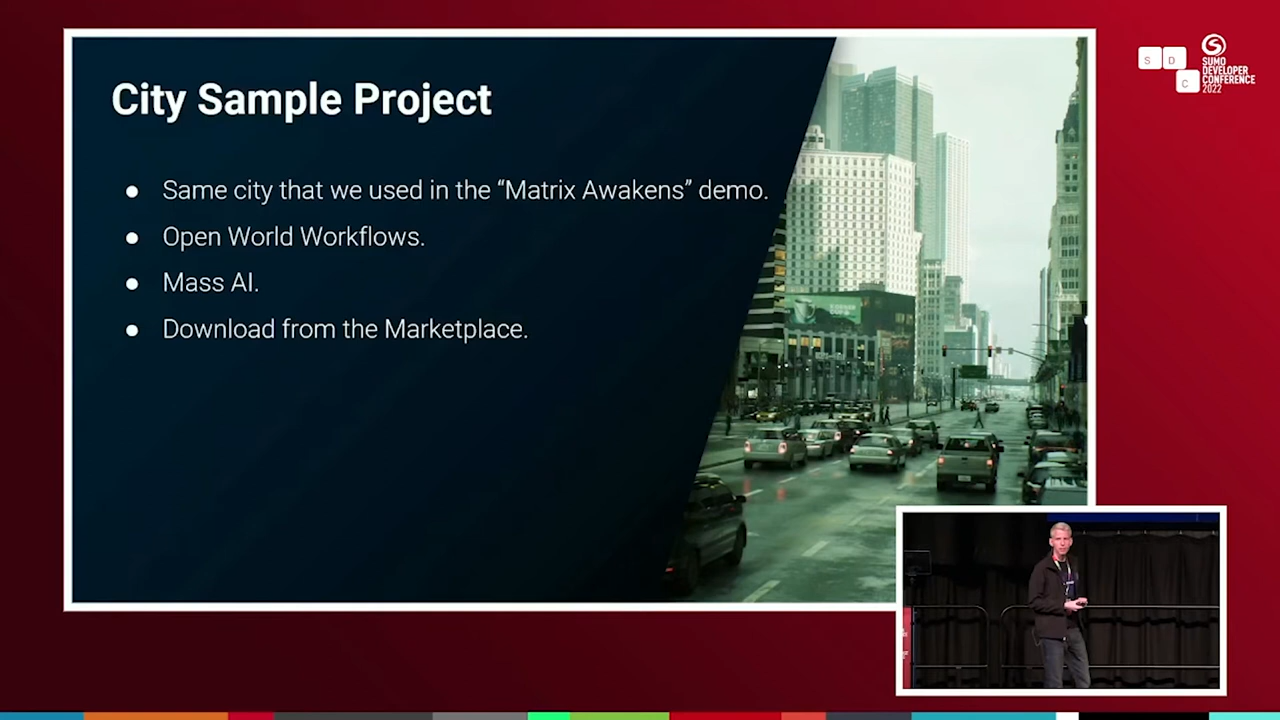 City Sample Project
● Same city that we used in the “Matrix Awakens” demo.
● Open World Workflows.
● Mass AI.
● Download from the Marketplace.
S D
C
SUMO
DEVELOPER
CONFERENCE
2022